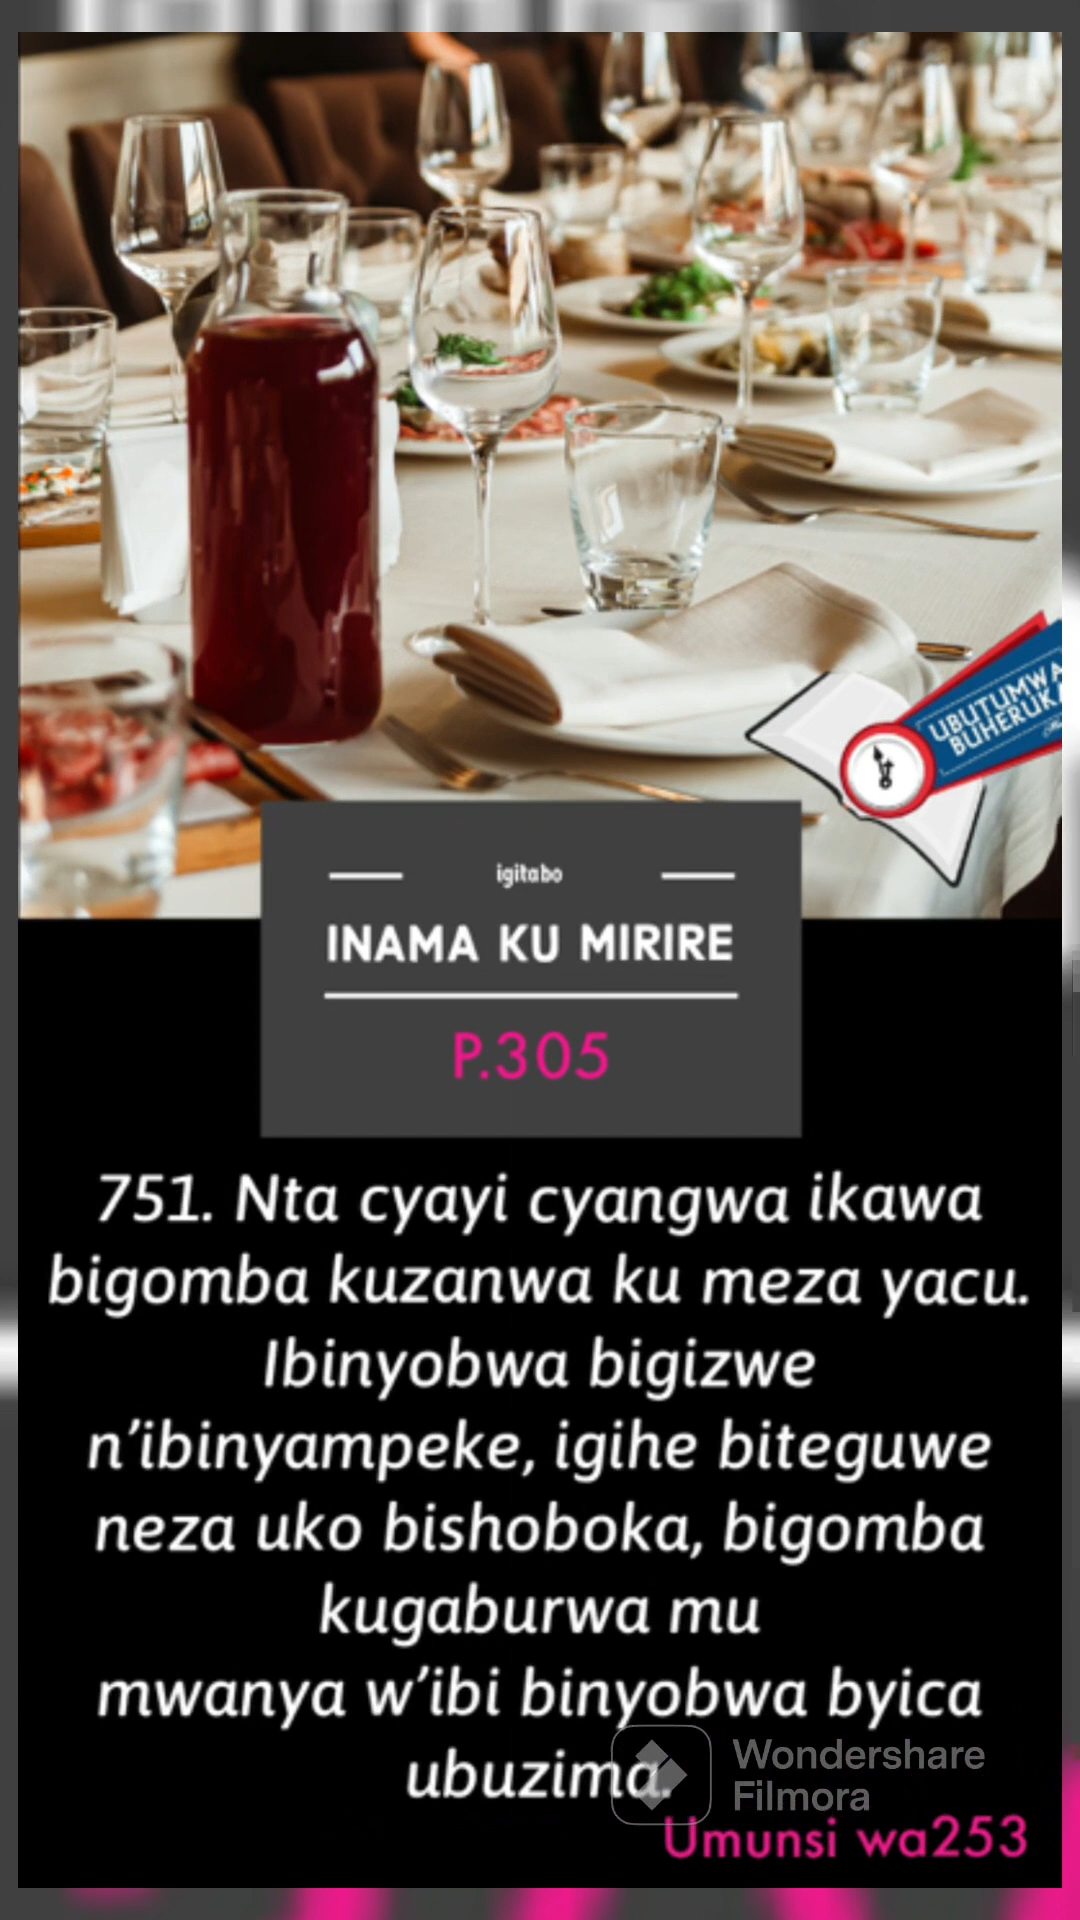 UBUTUMWA
BUHERUKA
igitabo
INAMA KU MIRIRE
P.305
751. Nta cyayi cyangwa ikawa
bigomba kuzanwa ku meza yacu.
Ibinyobwa bigizwe
n’ibinyampeke, igihe biteguwe
neza uko bishoboka, bigomba
kugaburwa mu
mwanya w’ibi binyobwa byica
ubuzima.
Wondershare
Filmora
Umunsi wa253